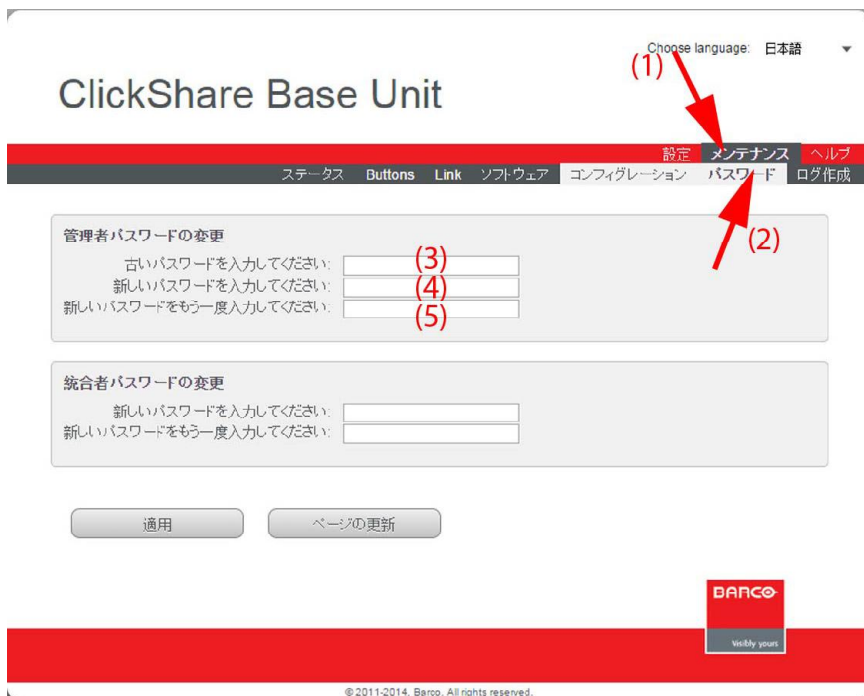 Choose language: 日本語
(1)
ClickShare Base Unit
設定 メンテナンス ヘルプ
ステータス Buttons Link ソフトウェア コンフィグレーション パスワード ログ作成
(2)
管理者パスワードの変更
古いパスワードを入力してください: (3)
新しいパスワードを入力してください: (4)
新しいパスワードをもう一度入力してください: (5)
統合者パスワードの変更
新しいパスワードを入力してください:
新しいパスワードをもう一度入力してください:
適用 ページの更新
BARCO
Visibly yours
© 2011-2014, Barco. All rights reserved.